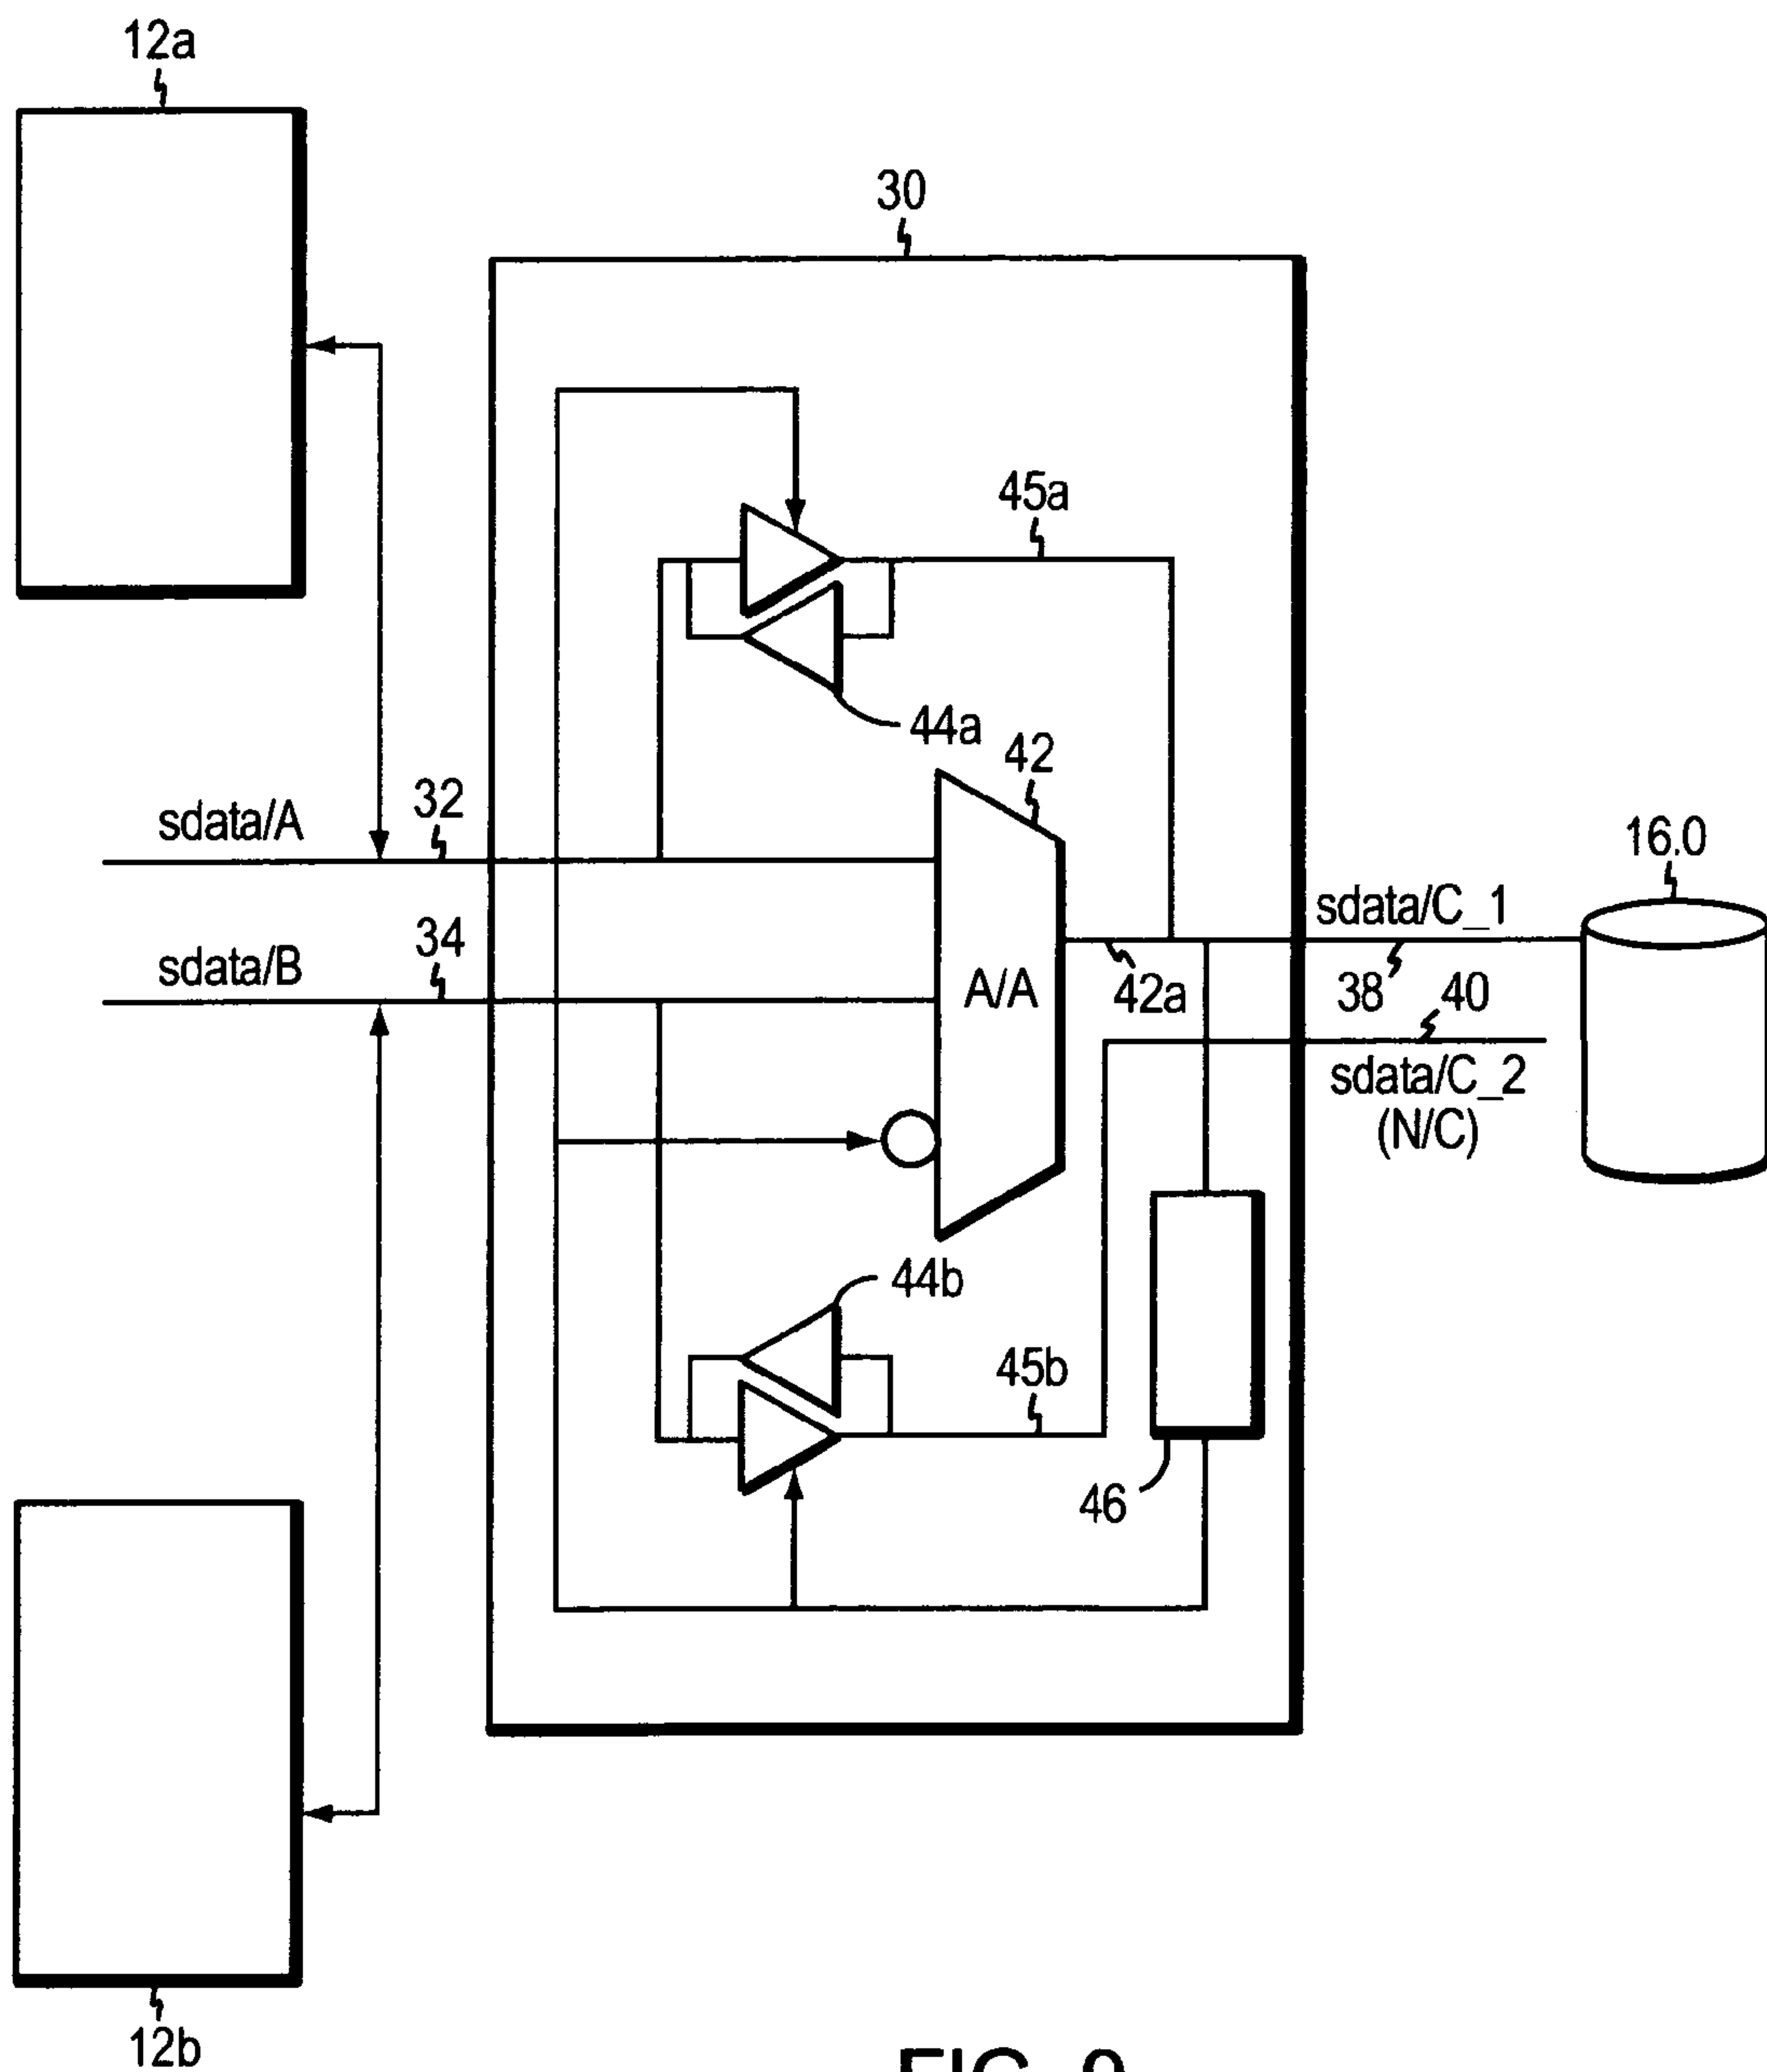 12a
30
45a
44a
42
sdata/A
32
16.0
sdata/C_1
sdata/B
34
A/A
42a
38
40
sdata/C_2
(N/C)
44b
45b
46
12b